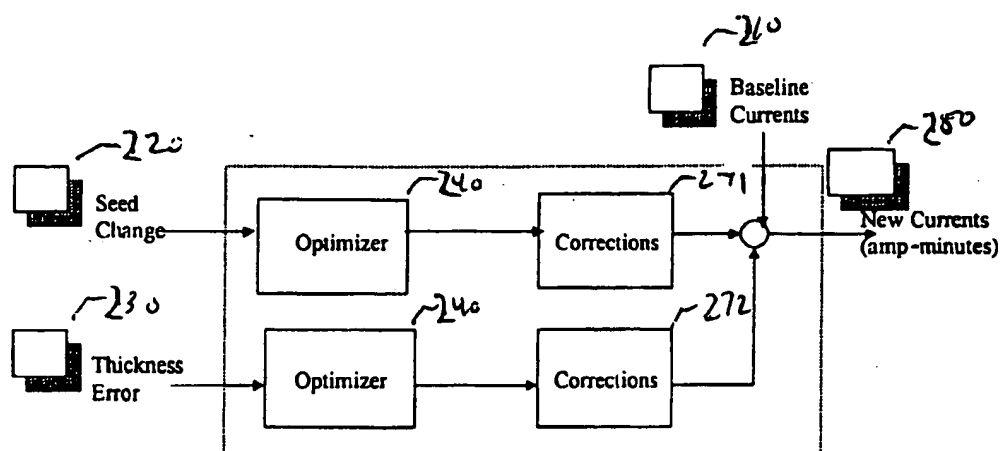 210
Baseline
Currents
280
220
240
271
Seed
Change
Optimizer
Corrections
New Currents
(amp-minutes)
230
240
272
Thickness
Error
Optimizer
Corrections